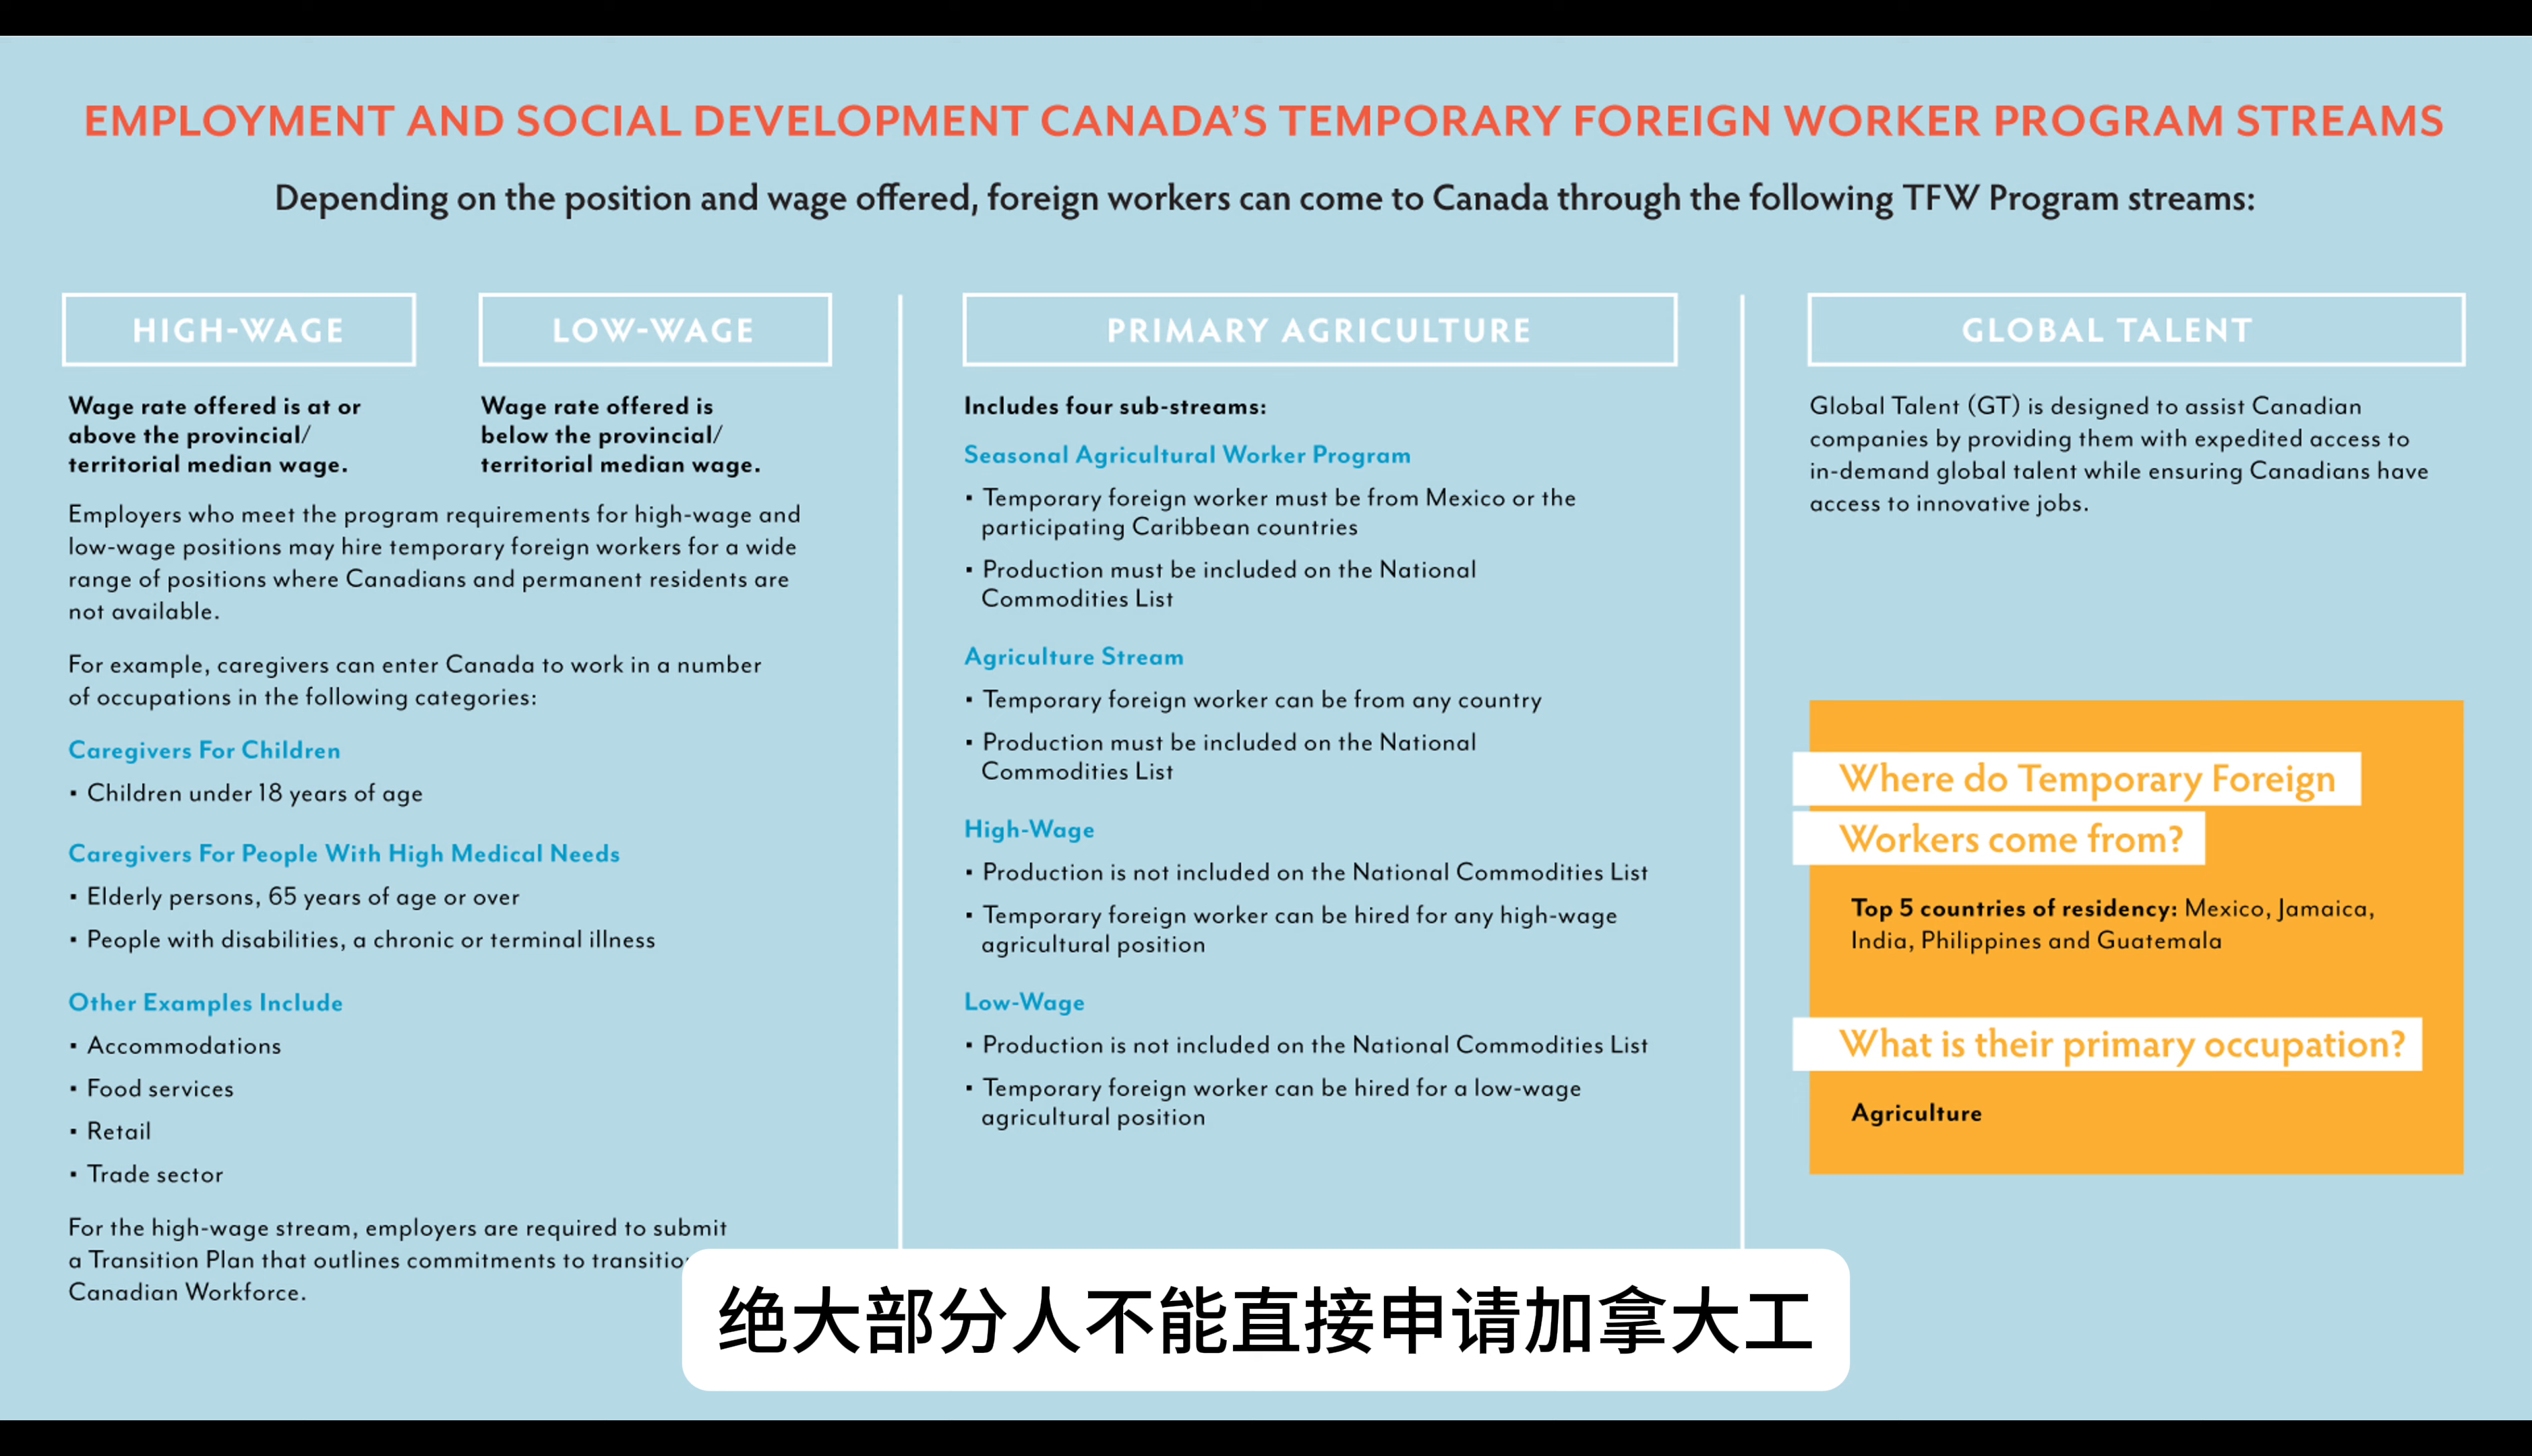 EMPLOYMENT AND SOCIAL DEVELOPMENT CANADA'S TEMPORARY FOREIGN WORKER PROGRAM STREAMS
Depending on the position and wage offered, foreign workers can come to Canada through the following TFW Program streams:
HIGH-WAGE
Wage rate offered is at or
above the provincial/
territorial median wage.
LOW-WAGE
Wage rate offered is
below the provincial/
territorial median wage.
Employers who meet the program requirements for high-wage and
low-wage positions may hire temporary foreign workers for a wide
range of positions where Canadians and permanent residents are
not available.
For example, caregivers can enter Canada to work in a number
of occupations in the following categories:
Caregivers For Children
▪ Children under 18 years of age
Caregivers For People With High Medical Needs
▪ Elderly persons, 65 years of age or over
▪ People with disabilities, a chronic or terminal illness
Other Examples Include
▪ Accommodations
▪ Food services
▪ Retail
▪ Trade sector
For the high-wage stream, employers are required to submit
a Transition Plan that outlines commitments to transitio
Canadian Workforce.
PRIMARY AGRICULTURE
Includes four sub-streams:
Seasonal Agricultural Worker Program
▪ Temporary foreign worker must be from Mexico or the
participating Caribbean countries
▪ Production must be included on the National
Commodities List
Agriculture Stream
▪ Temporary foreign worker can be from any country
▪ Production must be included on the National
Commodities List
High-Wage
▪ Production is not included on the National Commodities List
▪ Temporary foreign worker can be hired for any high-wage
agricultural position
Low-Wage
▪ Production is not included on the National Commodities List
▪ Temporary foreign worker can be hired for a low-wage
agricultural position
GLOBAL TALENT
Global Talent (GT) is designed to assist Canadian
companies by providing them with expedited access to
in-demand global talent while ensuring Canadians have
access to innovative jobs.
Where do Temporary Foreign
Workers come from?
Top 5 countries of residency: Mexico, Jamaica,
India, Philippines and Guatemala
What is their primary occupation?
Agriculture
绝大部分人不能直接申请加拿大工